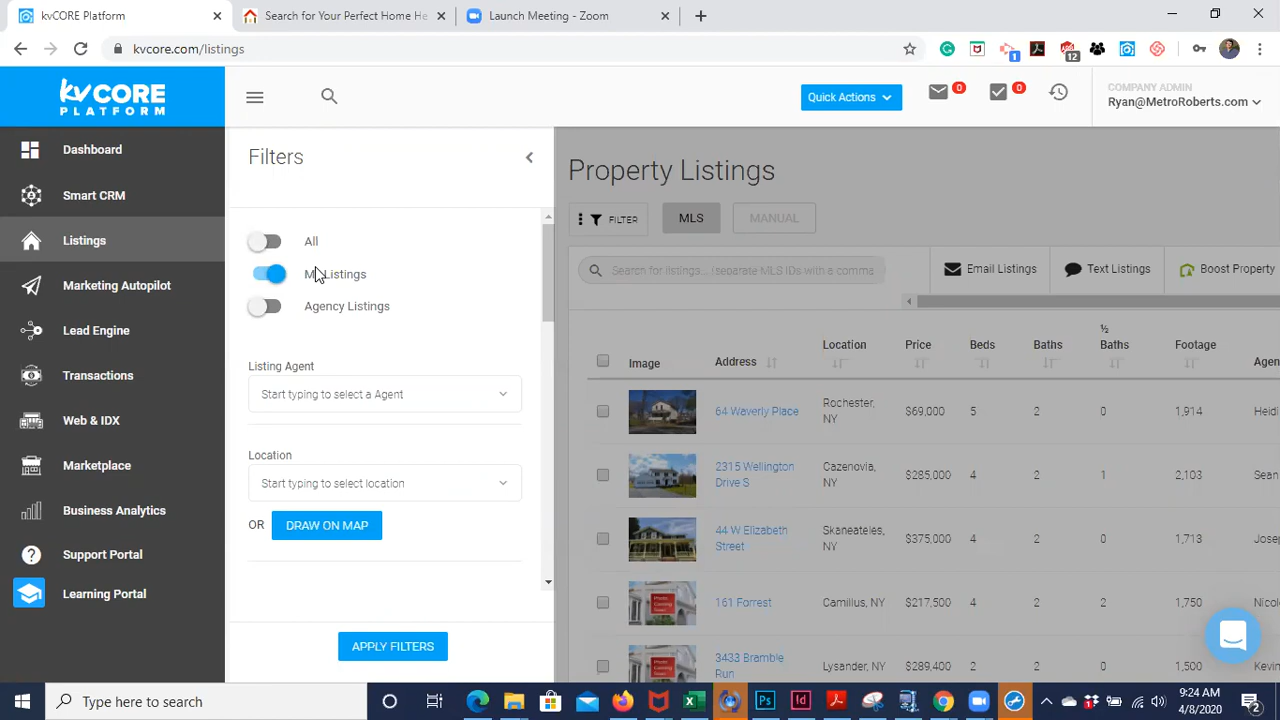 kvCORE Platform
Search for Your Perfect Home He
Launch Meeting - Zoom
kvcore.com/listings
1
12
kvCORE
PLATFORM
Quick Actions
0
0
COMPANY ADMIN
Ryan@MetroRoberts.com
Dashboard
Smart CRM
Listings
Marketing Autopilot
Lead Engine
Transactions
Web & IDX
Marketplace
Business Analytics
Support Portal
Learning Portal
Filters
All
My Listings
Agency Listings
Listing Agent
Start typing to select a Agent
Location
Start typing to select location
OR
DRAW ON MAP
APPLY FILTERS
Property Listings
FILTER
MLS
MANUAL
Search for listings... (separate MLS IDs with a comma
Email Listings
Text Listings
Boost Property
Image
Address
Location
Price
Beds
Baths
½ Baths
Footage
Agen
64 Waverly Place
Rochester, NY
$69,000
5
2
0
1,914
Heidi
2315 Wellington Drive S
Cazenovia, NY
$285,000
4
2
1
2,103
Sean
44 W Elizabeth Street
Skaneateles, NY
$375,000
4
2
0
1,713
Josep
161 Forrest
Camillus, NY
$217,500
4
2
2
1,750
Nicol
3433 Bramble Run
Lysander, NY
$289,400
2
2
0
1,500
Kevin
Type here to search
9:24 AM
4/8/2020
2